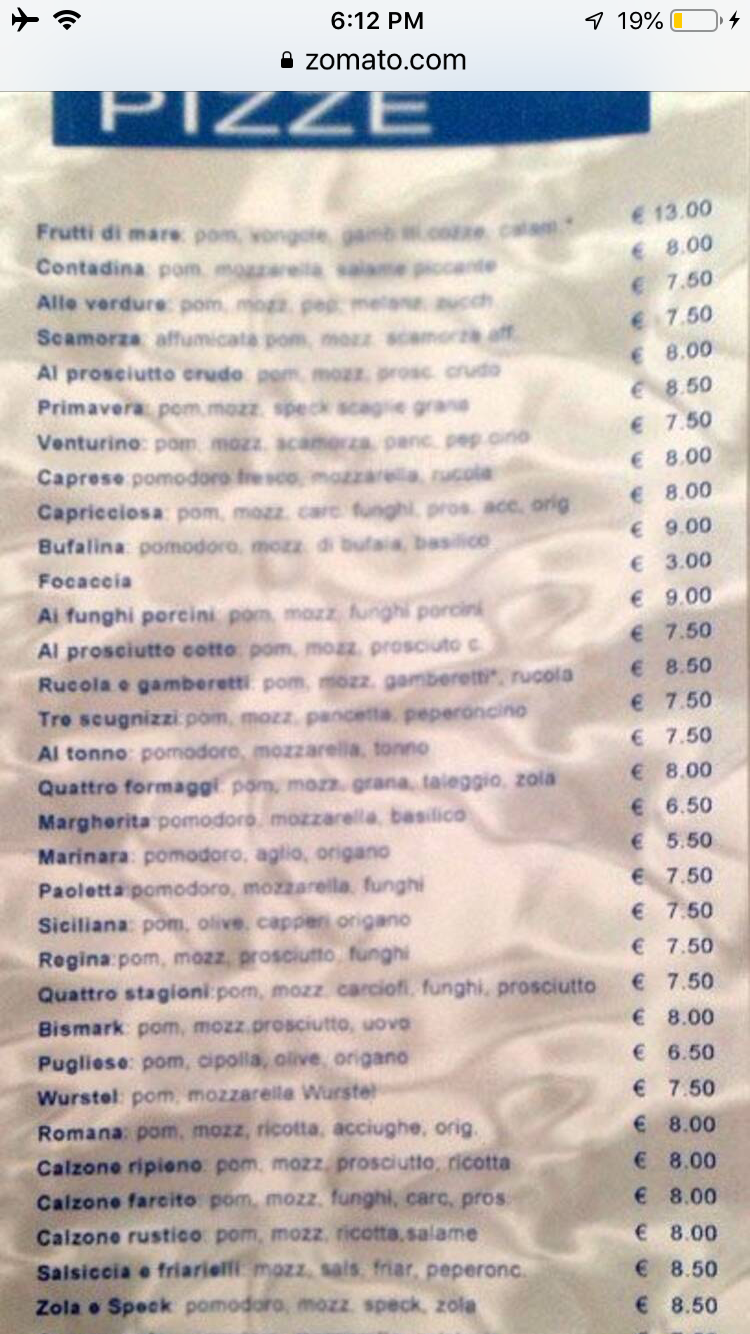 6:12 PM
19%
zomato.com
PIZZE
Frutti di mare: pom, vongole, gamb cozze, calam.* € 13.00
Contadina: pom, mozzarella, salame piccante € 8.00
Alle verdure: pom, mozz, pep, melanz, zucch € 7.50
Scamorza: affumicata pom, mozz, scamorza aff. € 7.50
Al prosciutto crudo: pom, mozz, prosc. crudo € 8.00
Primavera: pom,mozz, speck scaglie grana € 8.50
Venturino: pom, mozz, scamorza, panc, pep.cino € 7.50
Caprese:pomodoro fresco, mozzarella, rucola € 8.00
Capricciosa: pom, mozz, carc. funghi, pros. acc, orig € 8.00
Bufalina: pomodoro, mozz. di bufala, basilico € 9.00
Focaccia € 3.00
Ai funghi porcini: pom, mozz, funghi porcini € 9.00
Al prosciutto cotto: pom, mozz, prosciuto c. € 7.50
Rucola e gamberetti: pom, mozz, gamberetti*, rucola € 8.50
Tre scugnizzi:pom, mozz, pancetta, peperoncino € 7.50
Al tonno: pomodoro, mozzarella, tonno € 7.50
Quattro formaggi: pom, mozz, grana, taleggio, zola € 8.00
Margherita:pomodoro, mozzarella, basilico € 6.50
Marinara: pomodoro, aglio, origano € 5.50
Paoletta:pomodoro, mozzarella, funghi € 7.50
Siciliana: pom, olive, capperi origano € 7.50
Regina:pom, mozz, prosciutto, funghi € 7.50
Quattro stagioni:pom, mozz, carciofi, funghi, prosciutto € 7.50
Bismark: pom, mozz,prosciutto, uovo € 8.00
Pugliese: pom, cipolla, olive, origano € 6.50
Wurstel: pom, mozzarella Wurstel € 7.50
Romana: pom, mozz, ricotta, acciughe, orig. € 8.00
Calzone ripieno: pom, mozz, prosciutto, ricotta € 8.00
Calzone farcito: pom, mozz, funghi, carc, pros. € 8.00
Calzone rustico: pom, mozz, ricotta,salame € 8.00
Salsiccia e friarielli: mozz, sals, friar, peperonc. € 8.50
Zola e Speck: pomodoro, mozz, speck, zola € 8.50